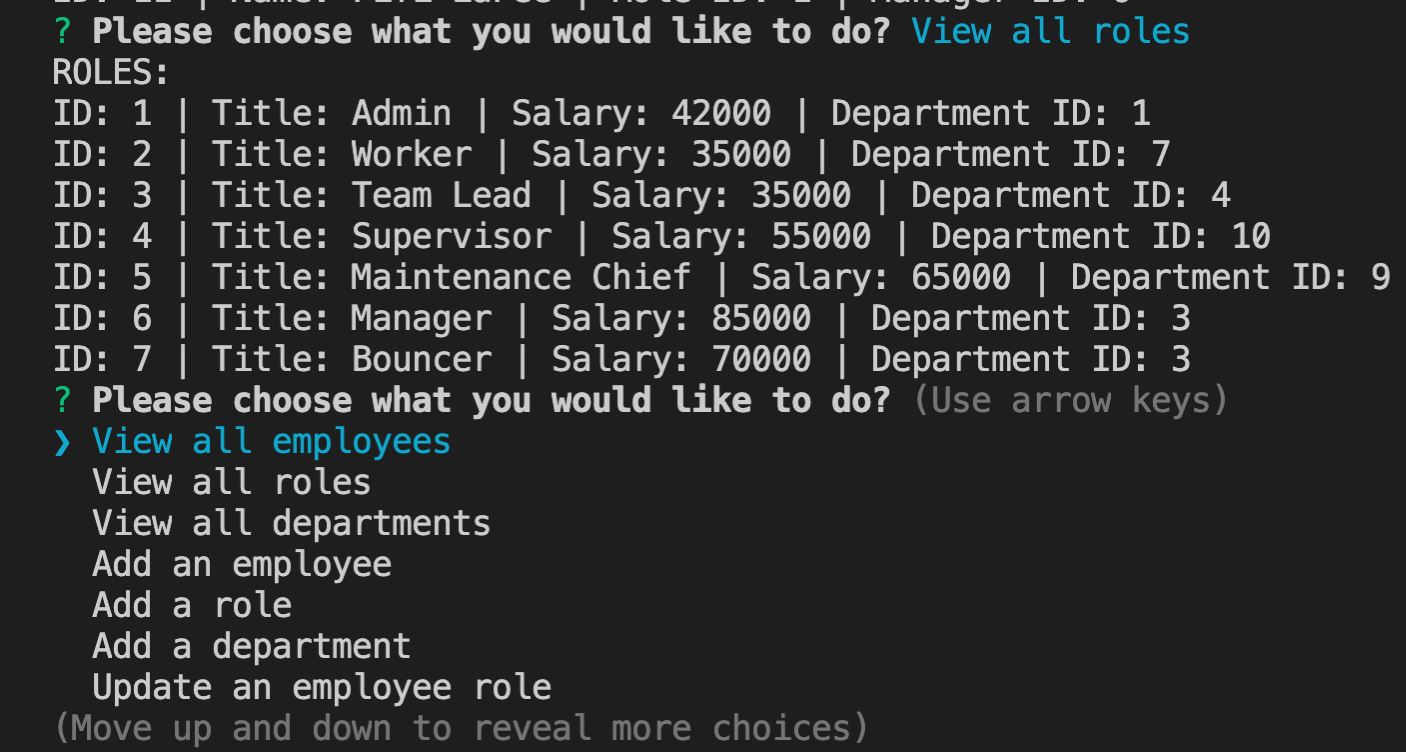 ? Please choose what you would like to do? View all roles
ROLES:
ID: 1 | Title: Admin | Salary: 42000 | Department ID: 1
ID: 2 | Title: Worker | Salary: 35000 | Department ID: 7
ID: 3 | Title: Team Lead | Salary: 35000 | Department ID: 4
ID: 4 | Title: Supervisor | Salary: 55000 | Department ID: 10
ID: 5 | Title: Maintenance Chief | Salary: 65000 | Department ID: 9
ID: 6 | Title: Manager | Salary: 85000 | Department ID: 3
ID: 7 | Title: Bouncer | Salary: 70000 | Department ID: 3
? Please choose what you would like to do? (Use arrow keys)
❯ View all employees
View all roles
View all departments
Add an employee
Add a role
Add a department
Update an employee role
(Move up and down to reveal more choices)